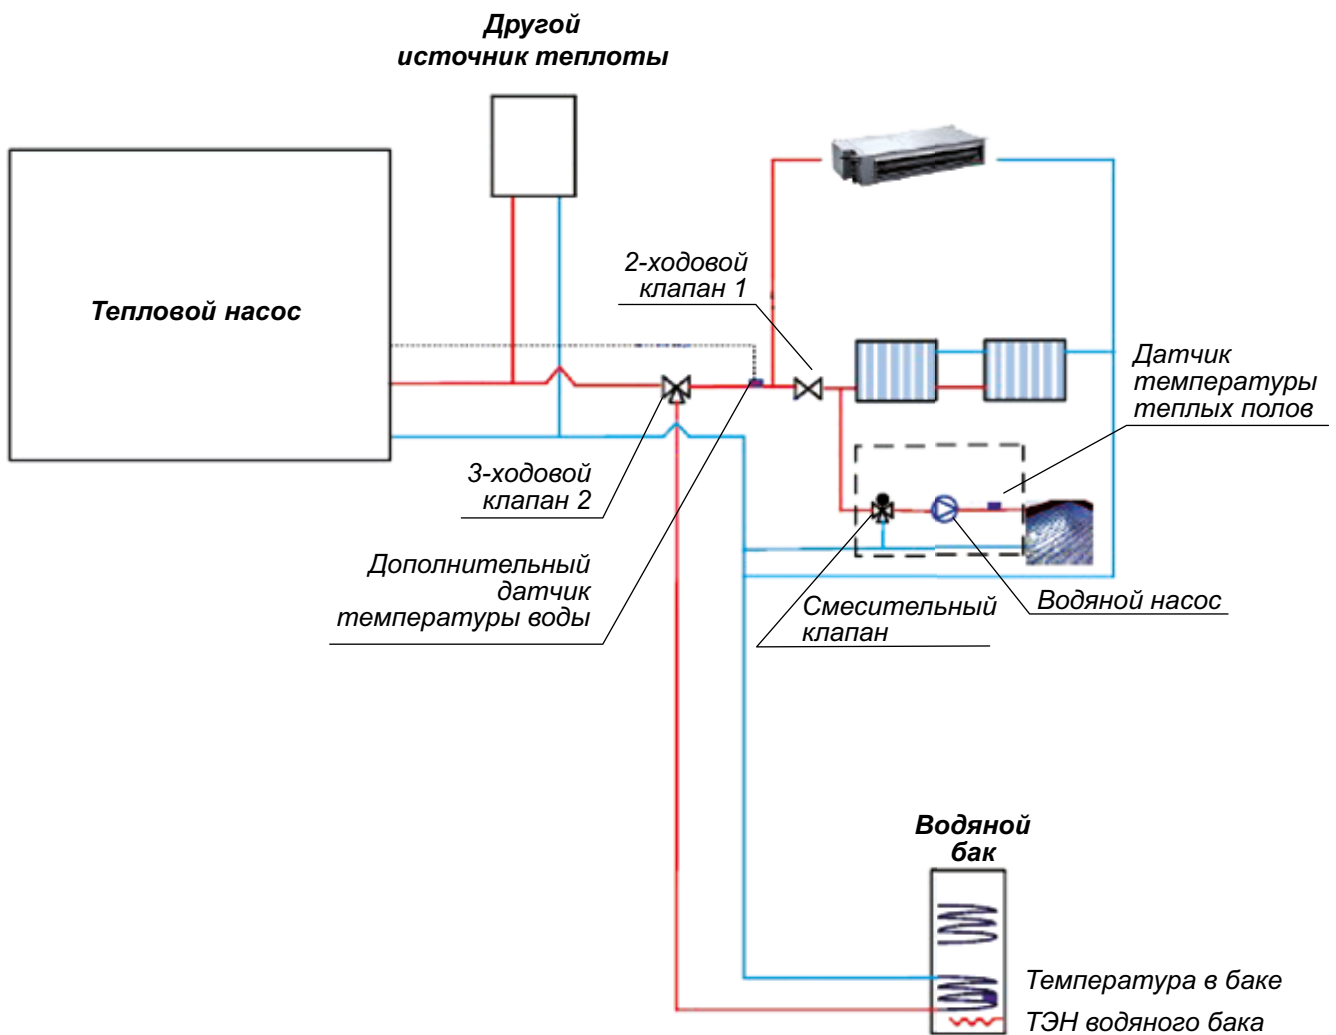 Другой
источник теплоты
Тепловой насос
2-ходовой
клапан 1
Датчик
температуры
теплых полов
3-ходовой
клапан 2
Дополнительный
датчик
температуры воды
Смесительный
клапан
Водяной насос
Водяной
бак
Температура в баке
ТЭН водяного бака